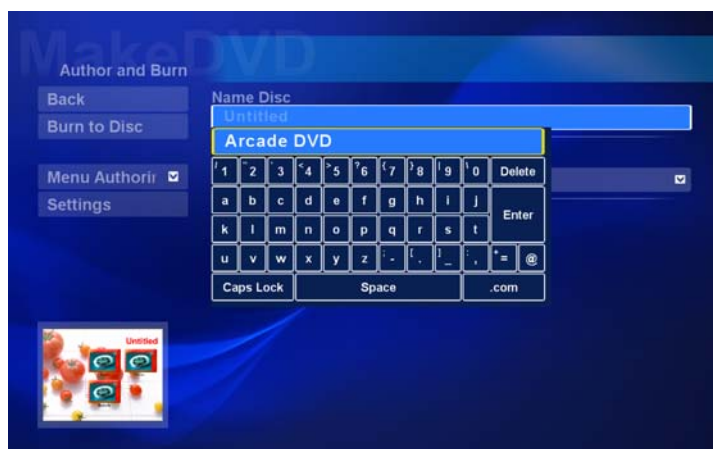 MakeDVD
Author and Burn
Back
Burn to Disc
Menu Authorir
Settings
Name Disc
Untitled
Arcade DVD
1 2 3 4 5 6 7 8 9 0 Delete
a b c d e f g h i j
Enter
k l m n o p q r s t
u v w x y z - . _ , = @
Caps Lock Space .com
Untitled